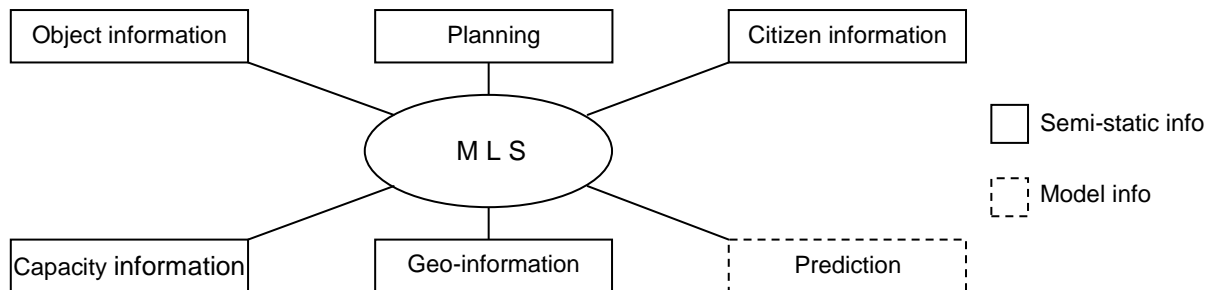 Object information
Planning
Citizen information
M L S
Semi-static info
Model info
Capacity information
Geo-information
Prediction